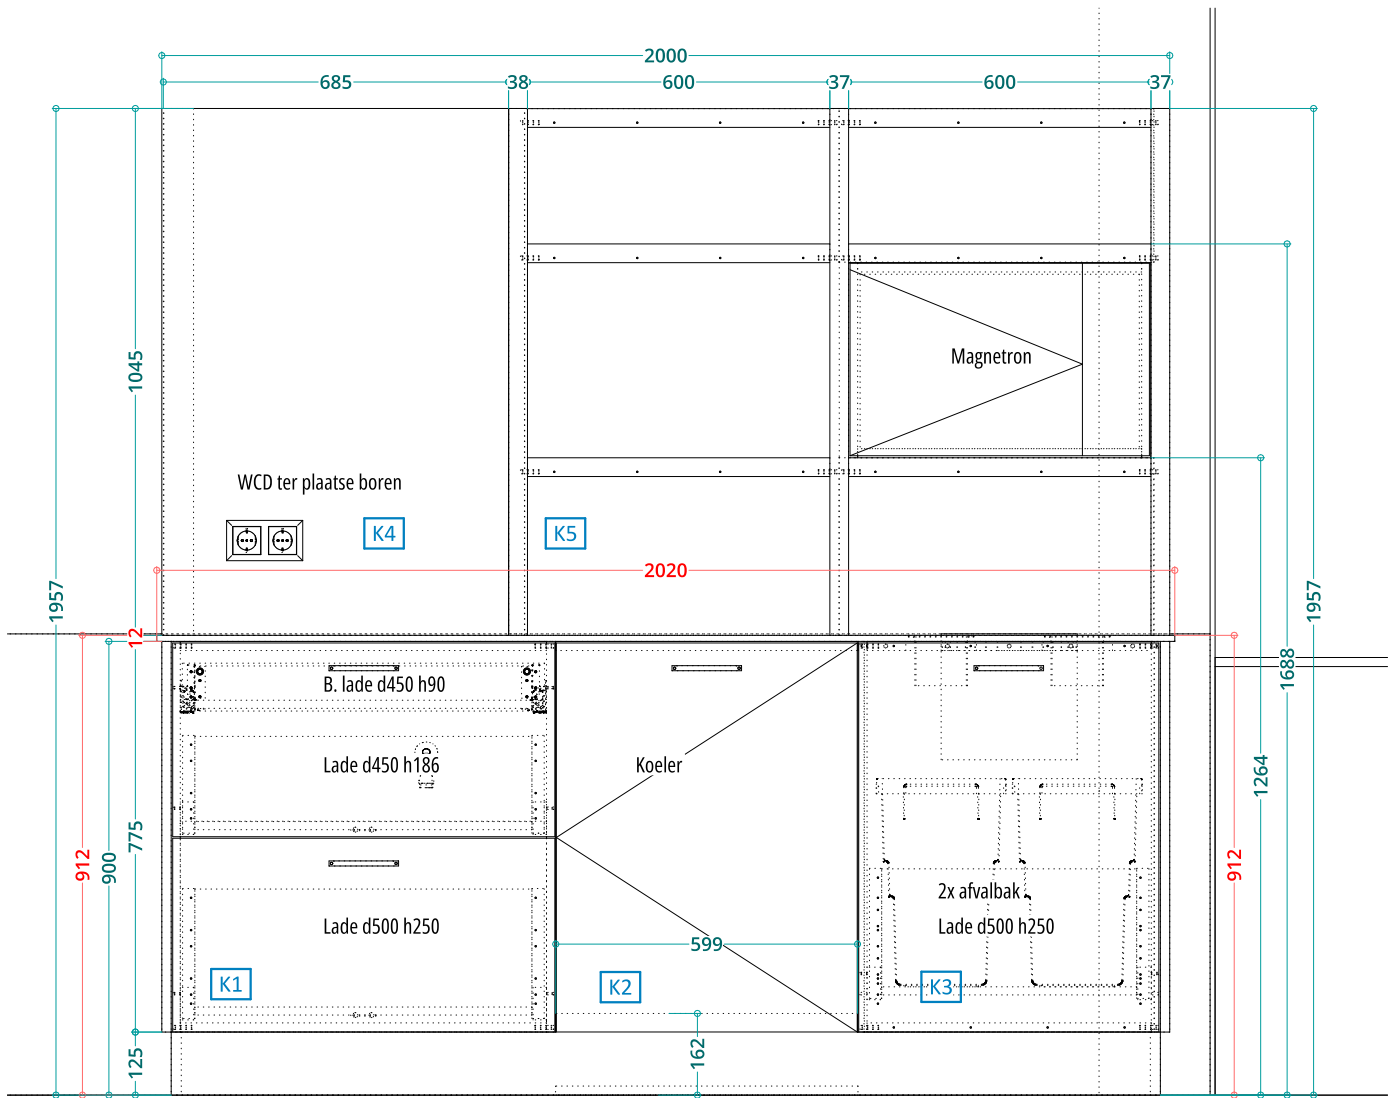 2000
685 38 600 37 600 37
1045
Magnetron
WCD ter plaatse boren
K4
K5
2020
1957
1957
12
1688
B. lade d450 h90
Lade d450 h186
Koeler
1264
775
912
900
912
2x afvalbak
Lade d500 h250
Lade d500 h250
599
K1
K2
K3
125
162